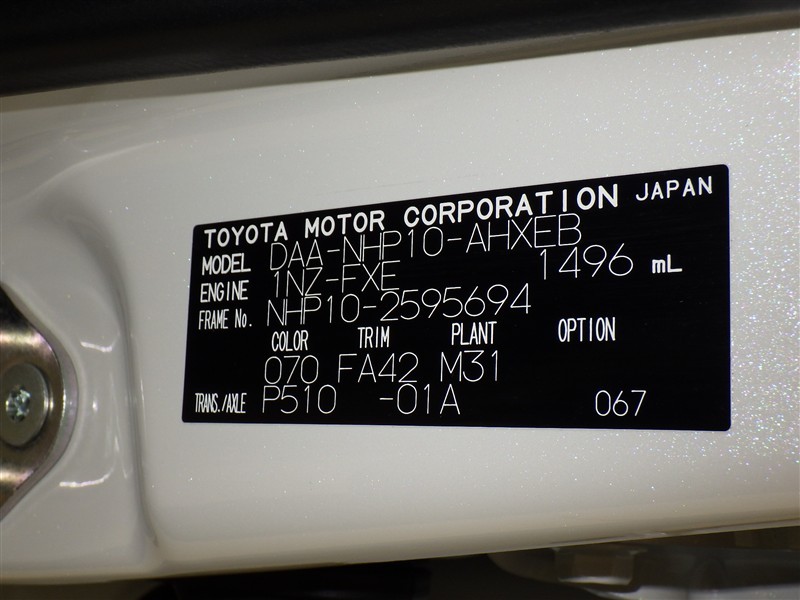 TOYOTA MOTOR CORPORATION JAPAN
MODEL DAA-NHP10-AHXEB
ENGINE 1NZ-FXE 1496 mL
FRAME No. NHP10-2595694
COLOR TRIM PLANT OPTION
070 FA42 M31
TRANS./AXLE P510 -01A 067